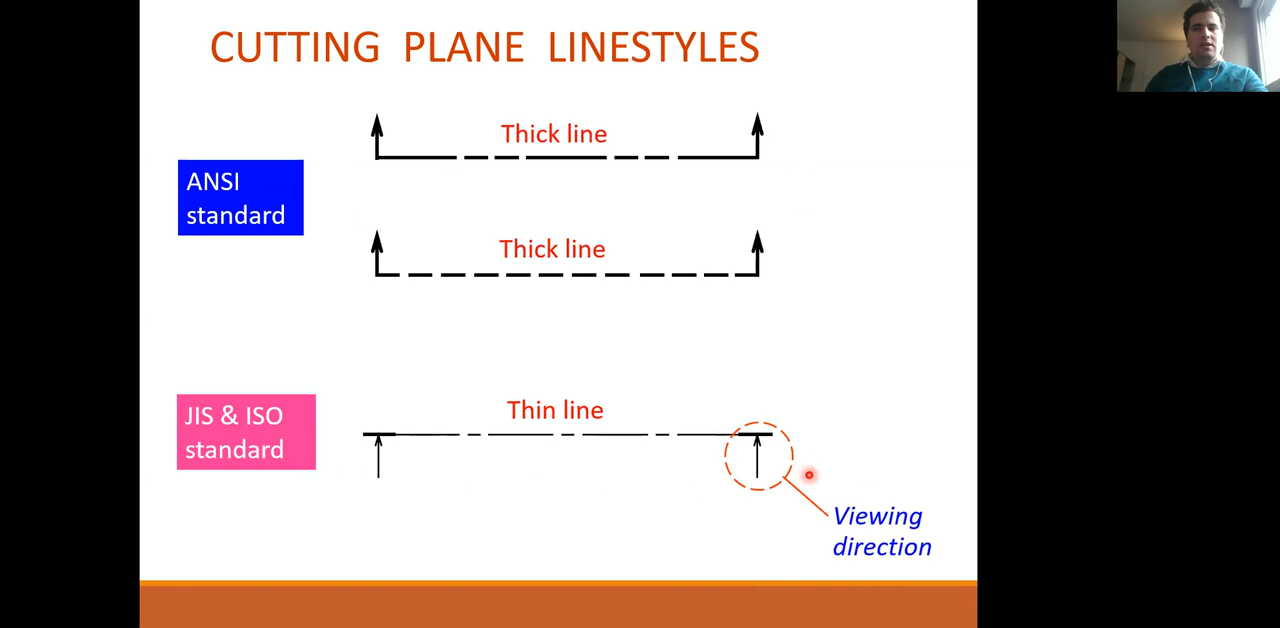 CUTTING PLANE LINESTYLES
Thick line
ANSI
standard
Thick line
JIS & ISO
standard
Thin line
Viewing
direction